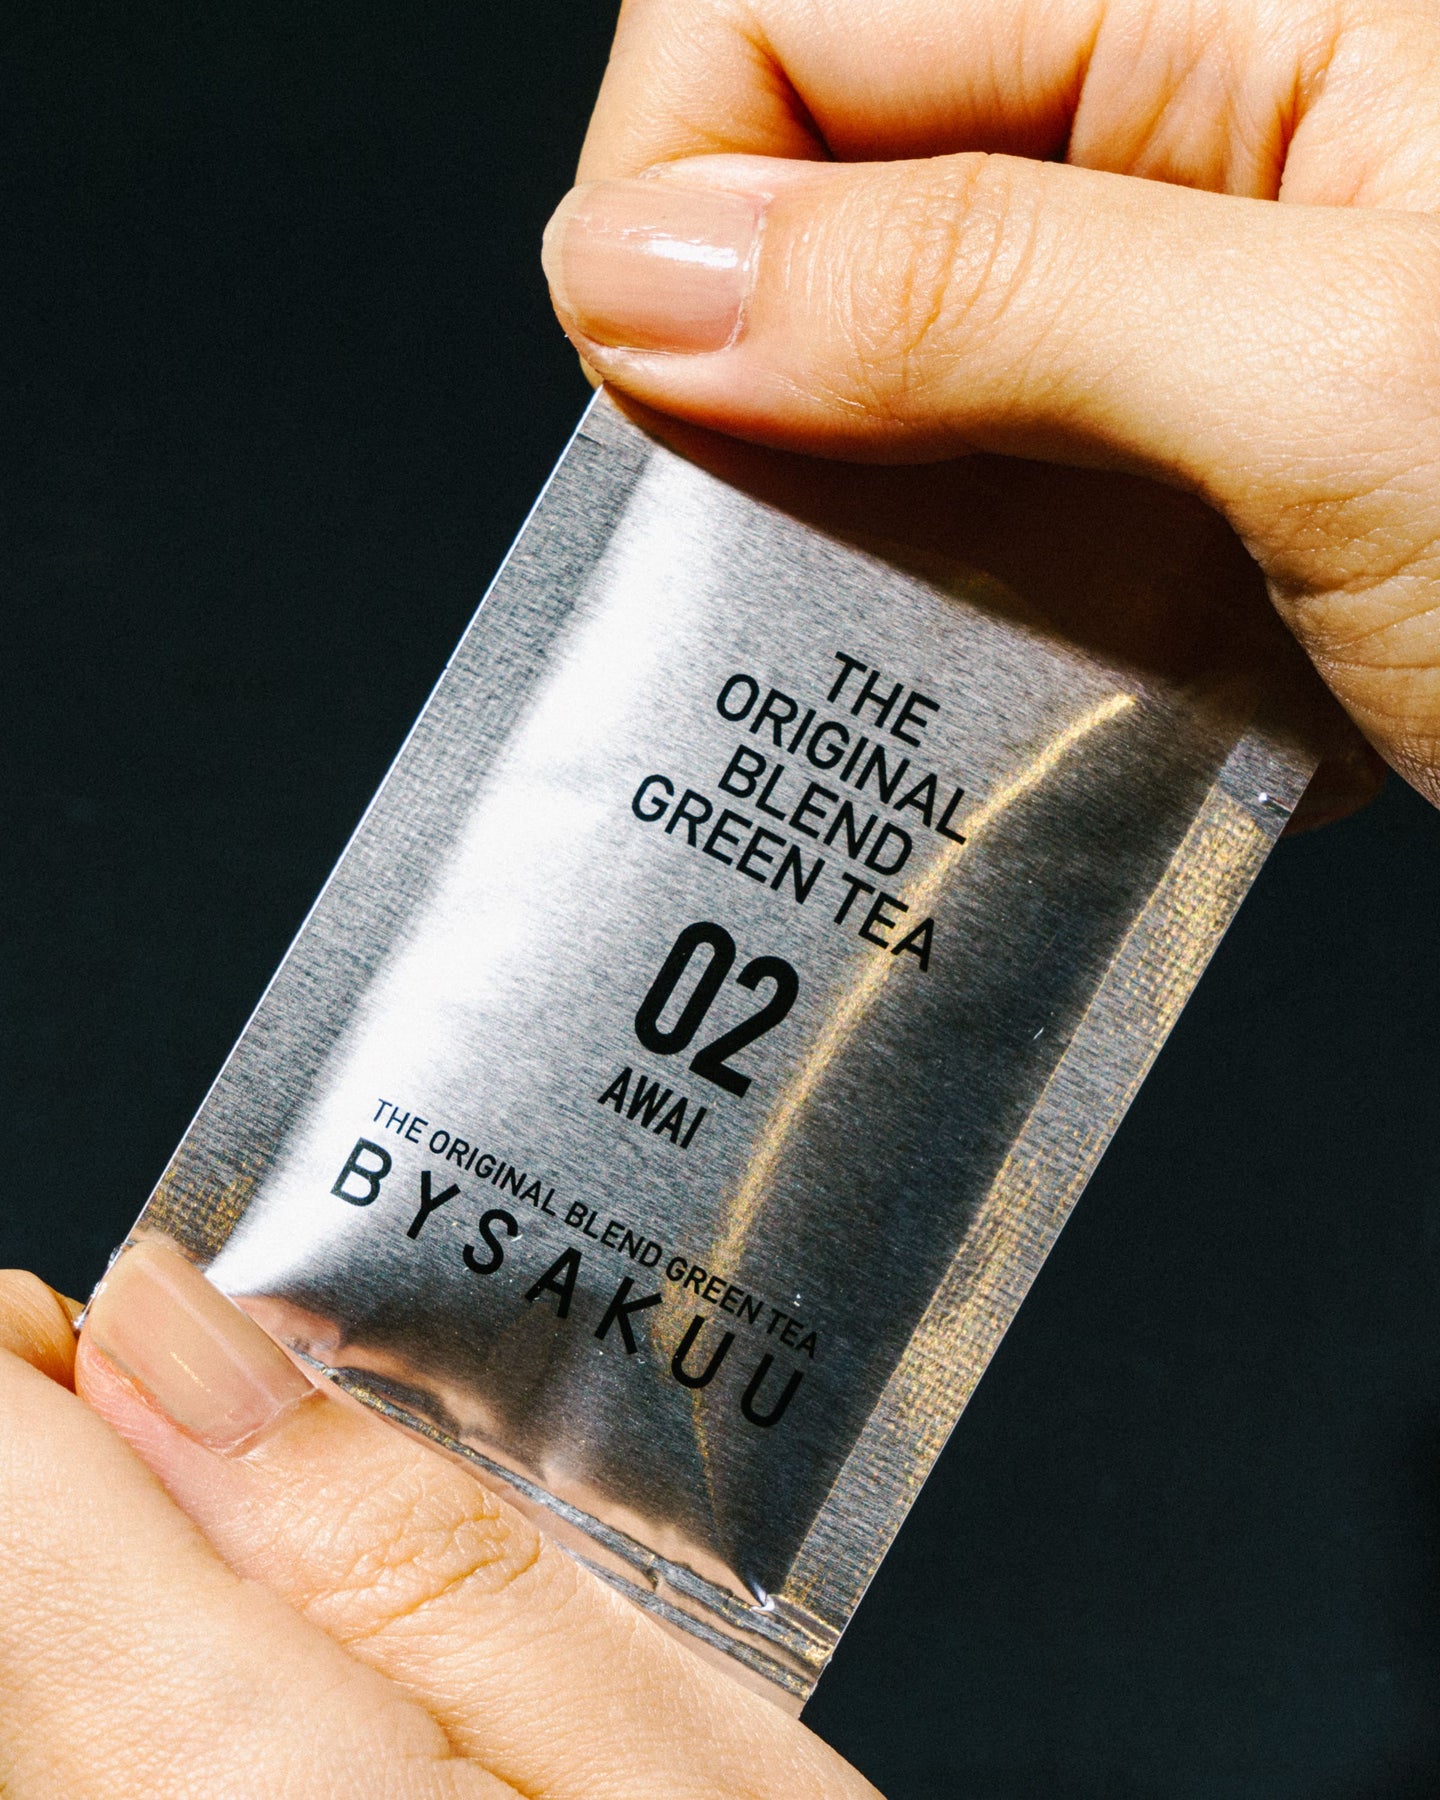 THE
ORIGINAL
BLEND
GREEN TEA
02
AWAI
THE ORIGINAL BLEND GREEN TEA
BYSAKUU